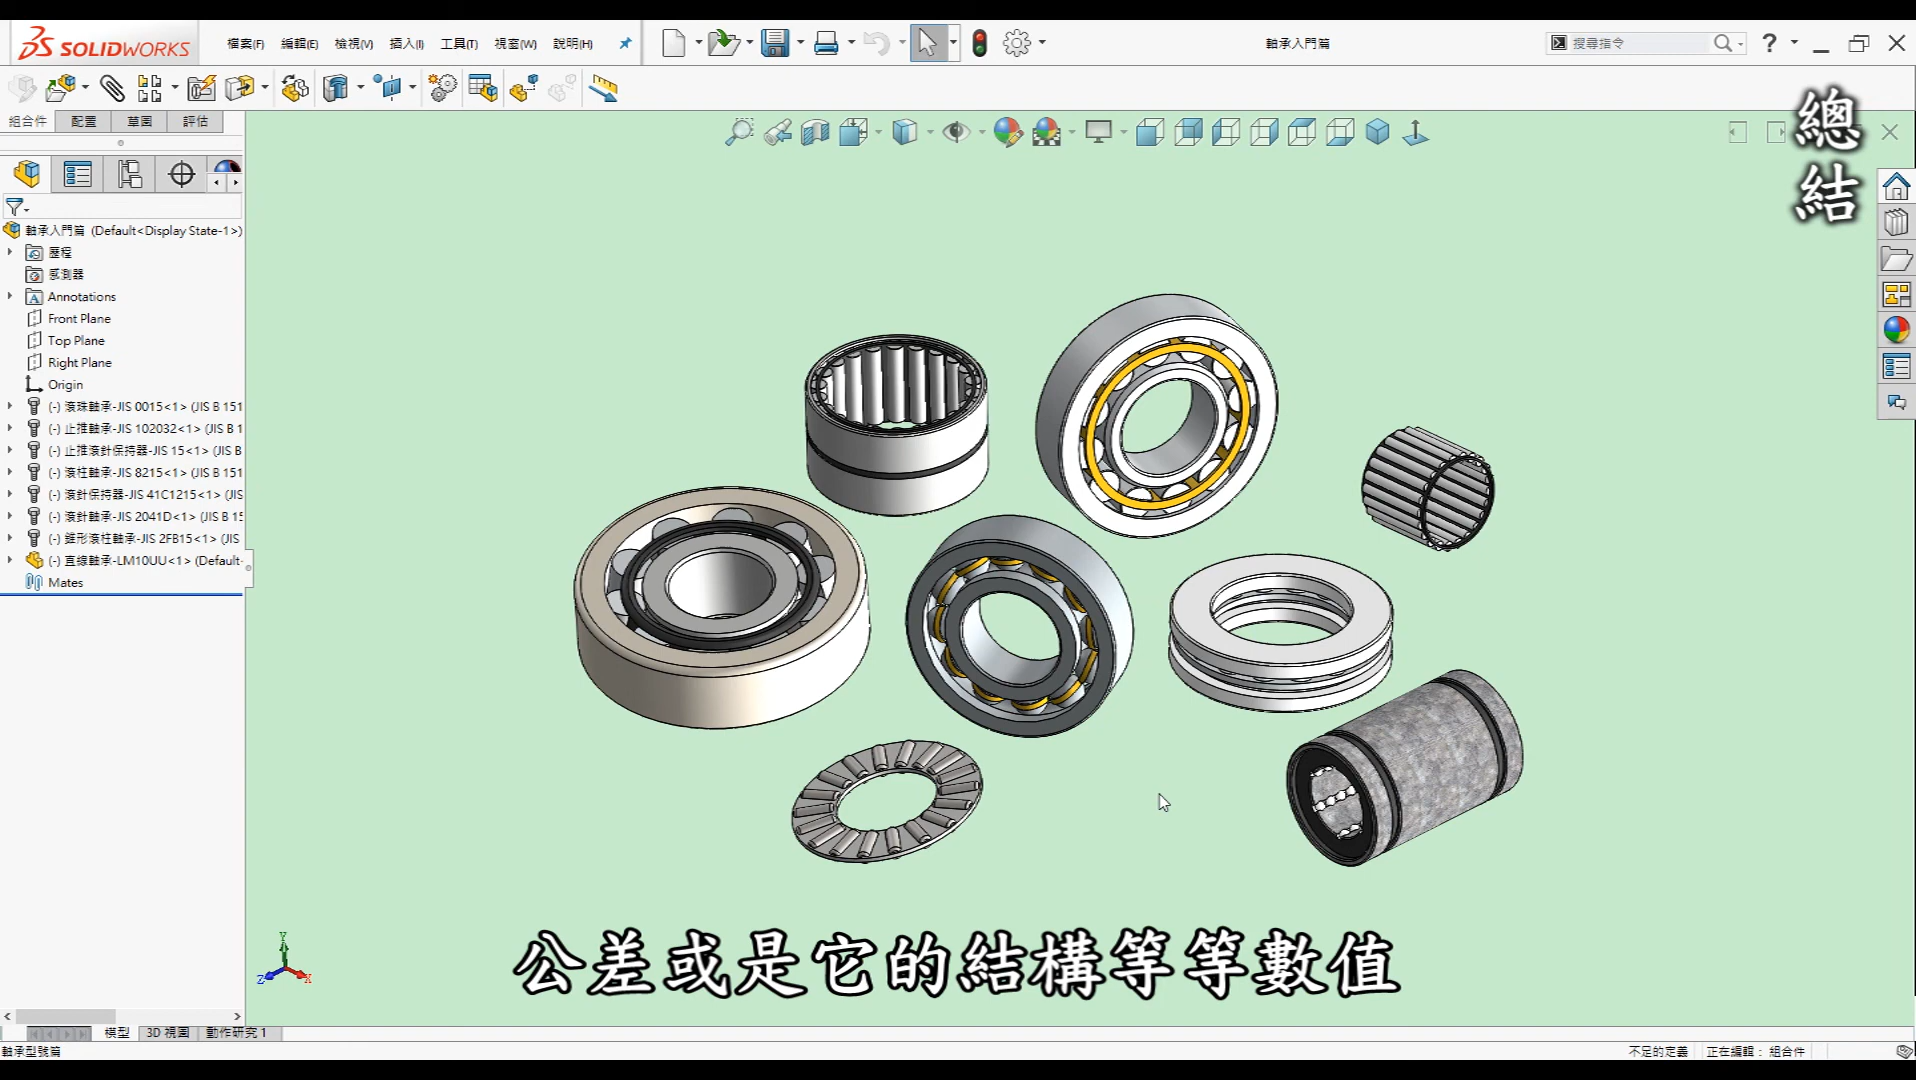 SOLIDWORKS
檔案(F) 編輯(E) 檢視(V) 插入(I) 工具(T) 視窗(W) 說明(H)
軸承入門篇
搜尋指令
總結
組合件 配置 草圖 評估
軸承入門篇 (Default<Display State-1>)
歷程
感測器
Annotations
Front Plane
Top Plane
Right Plane
Origin
(-) 滾珠軸承-JIS 0015<1> (JIS B 151
(-) 止推軸承-JIS 102032<1> (JIS B 1
(-) 止推滾針保持器-JIS 15<1> (JIS B
(-) 滾柱軸承-JIS 8215<1> (JIS B 151
(-) 滾針保持器-JIS 41C1215<1> (JIS
(-) 滾針軸承-JIS 2041D<1> (JIS B 15
(-) 錐形滾柱軸承-JIS 2FB15<1> (JIS
(-) 直線軸承-LM10UU<1> (Default-
Mates
Y
Z
X
公差或是它的結構等等數值
模型 3D 視圖 動作研究 1
軸承型號篇
不足的定義 正在編輯： 組合件